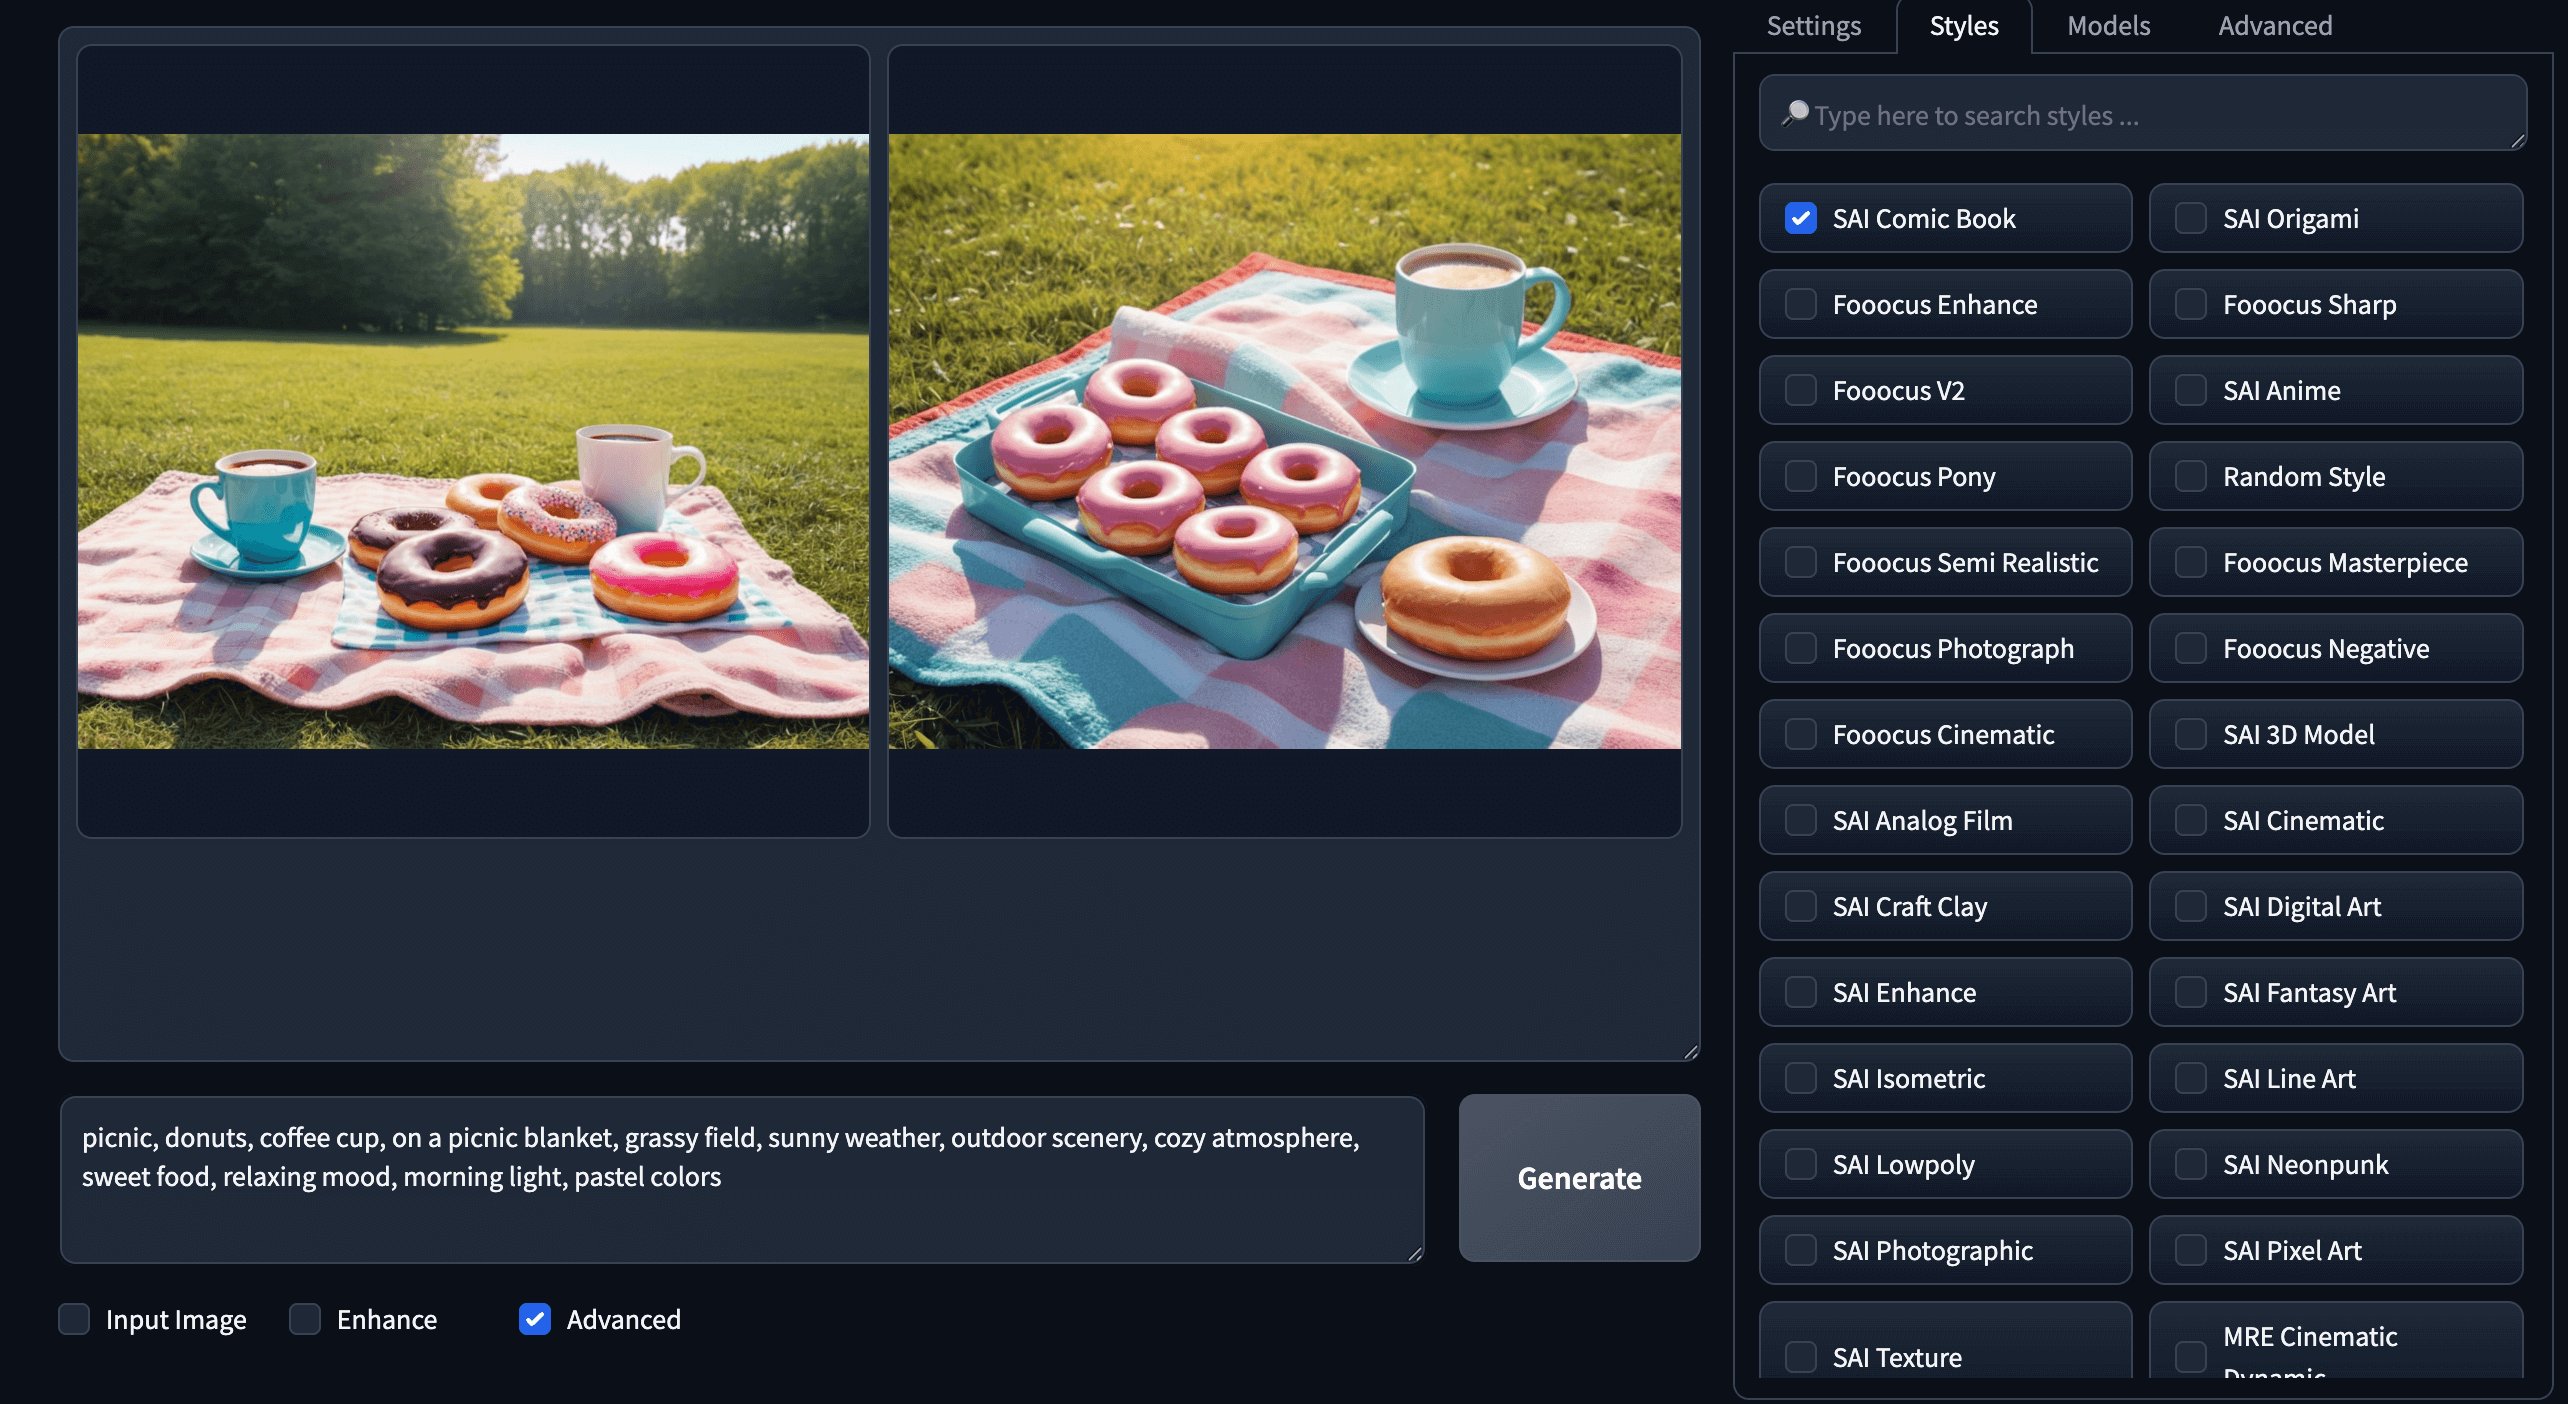 Settings
Styles
Models
Advanced
Type here to search styles ...
SAI Comic Book
SAI Origami
Fooocus Enhance
Fooocus Sharp
Fooocus V2
SAI Anime
Fooocus Pony
Random Style
Fooocus Semi Realistic
Fooocus Masterpiece
Fooocus Photograph
Fooocus Negative
Fooocus Cinematic
SAI 3D Model
SAI Analog Film
SAI Cinematic
SAI Craft Clay
SAI Digital Art
SAI Enhance
SAI Fantasy Art
SAI Isometric
SAI Line Art
SAI Lowpoly
SAI Neonpunk
SAI Photographic
SAI Pixel Art
SAI Texture
MRE Cinematic
Dynamic
picnic, donuts, coffee cup, on a picnic blanket, grassy field, sunny weather, outdoor scenery, cozy atmosphere,
sweet food, relaxing mood, morning light, pastel colors
Generate
Input Image
Enhance
Advanced